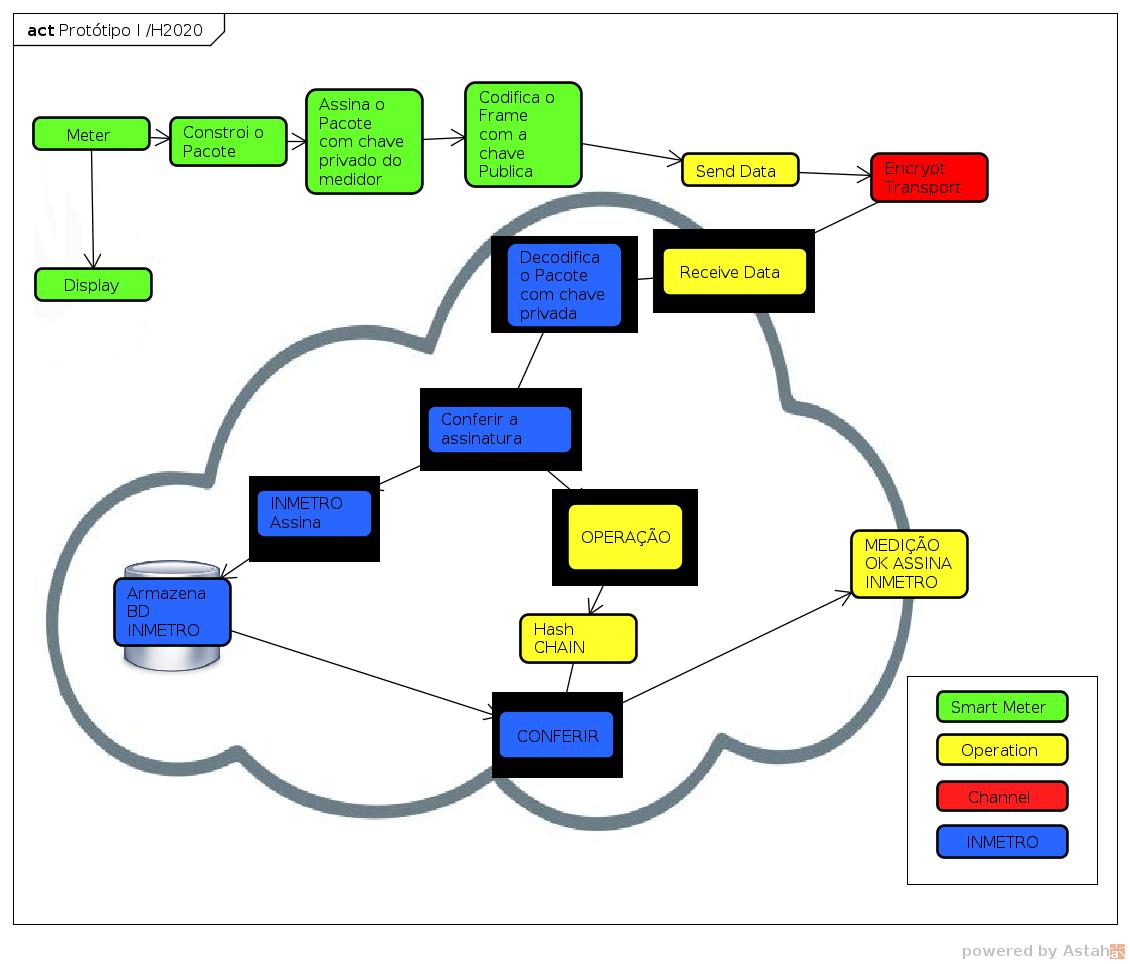 act Protótipo I /H2020
Meter
Constroi o
Pacote
Assina o
Pacote
com chave
privado do
medidor
Codifica o
Frame
com a
chave
Publica
Send Data
Encrypt
Transport
Display
Decodifica
o Pacote
com chave
privada
Receive Data
Conferir a
assinatura
INMETRO
Assina
OPERAÇÃO
MEDIÇÃO
OK ASSINA
INMETRO
Armazena
BD
INMETRO
Hash
CHAIN
CONFERIR
Smart Meter
Operation
Channel
INMETRO
powered by Astah